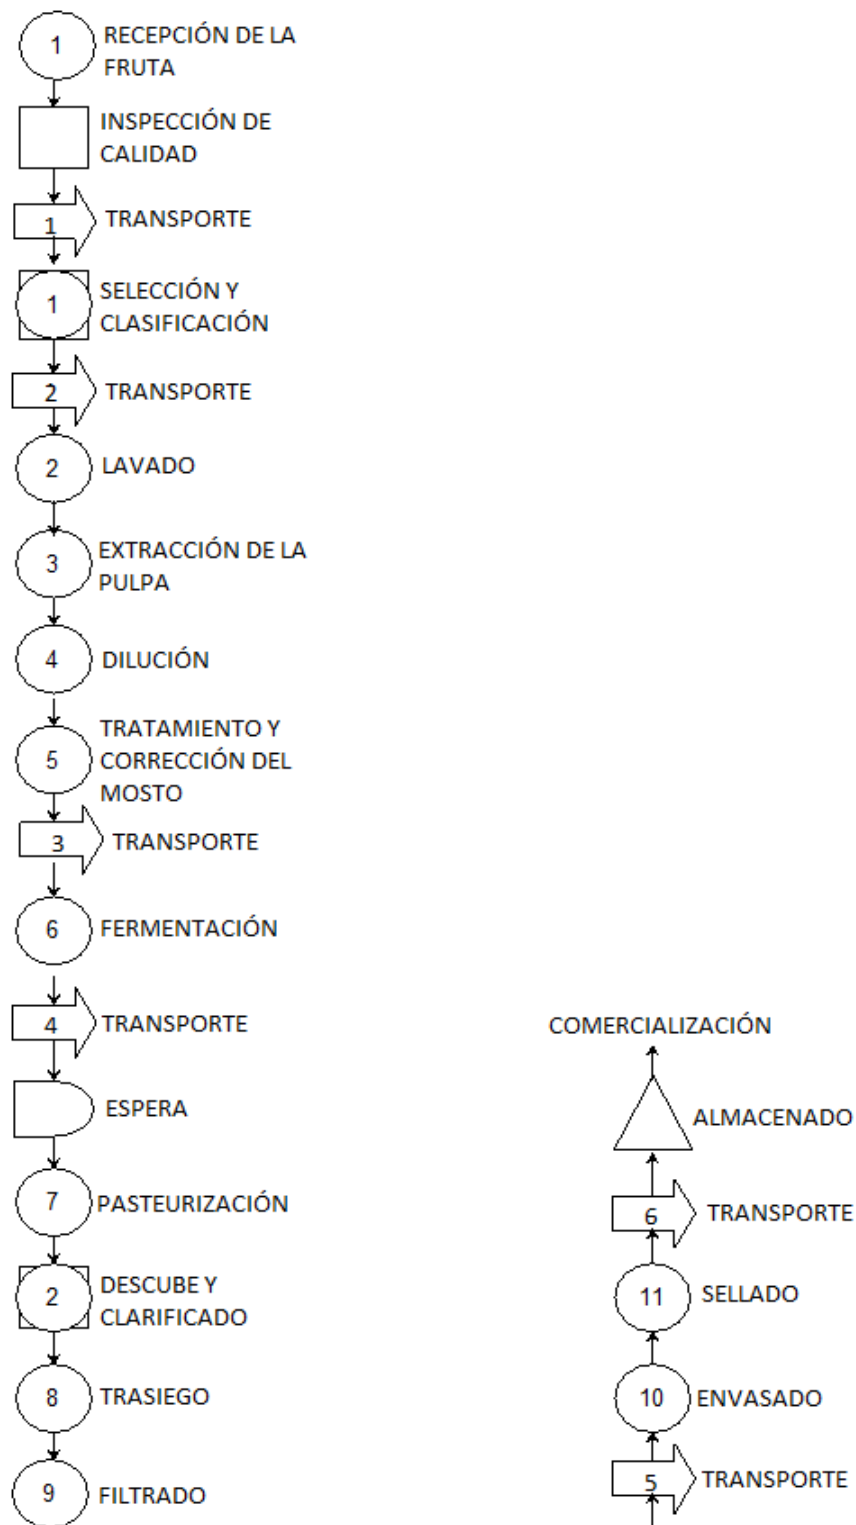 1
RECEPCIÓN DE LA
FRUTA
INSPECCIÓN DE
CALIDAD
1
TRANSPORTE
1
SELECCIÓN Y
CLASIFICACIÓN
2
TRANSPORTE
2
LAVADO
3
EXTRACCIÓN DE LA
PULPA
4
DILUCIÓN
5
TRATAMIENTO Y
CORRECCIÓN DEL
MOSTO
3
TRANSPORTE
6
FERMENTACIÓN
4
TRANSPORTE
ESPERA
7
PASTEURIZACIÓN
2
DESCUBE Y
CLARIFICADO
8
TRASIEGO
9
FILTRADO
COMERCIALIZACIÓN
ALMACENADO
6
TRANSPORTE
11
SELLADO
10
ENVASADO
5
TRANSPORTE